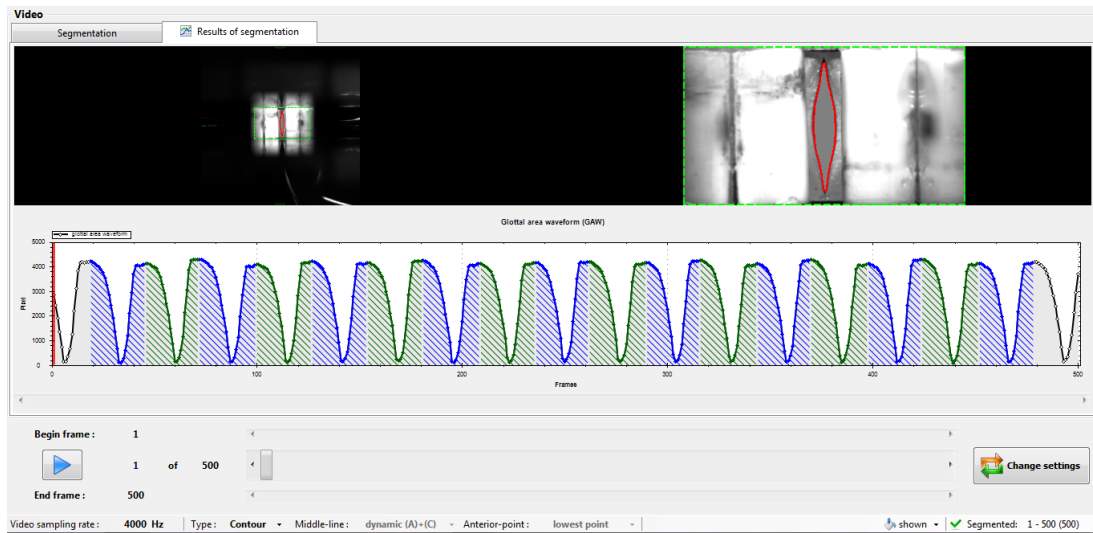 Video
Segmentation
Results of segmentation
Glottal area waveform (GAW)
glottal area waveform
5000
4000
3000
2000
1000
0
Pixel
0 100 200 300 400 500
Frames
Begin frame : 1
1 of 500
End frame : 500
Change settings
Video sampling rate : 4000 Hz Type : Contour Middle-line : dynamic (A)+(C) Anterior-point : lowest point shown Segmented: 1 - 500 (500)